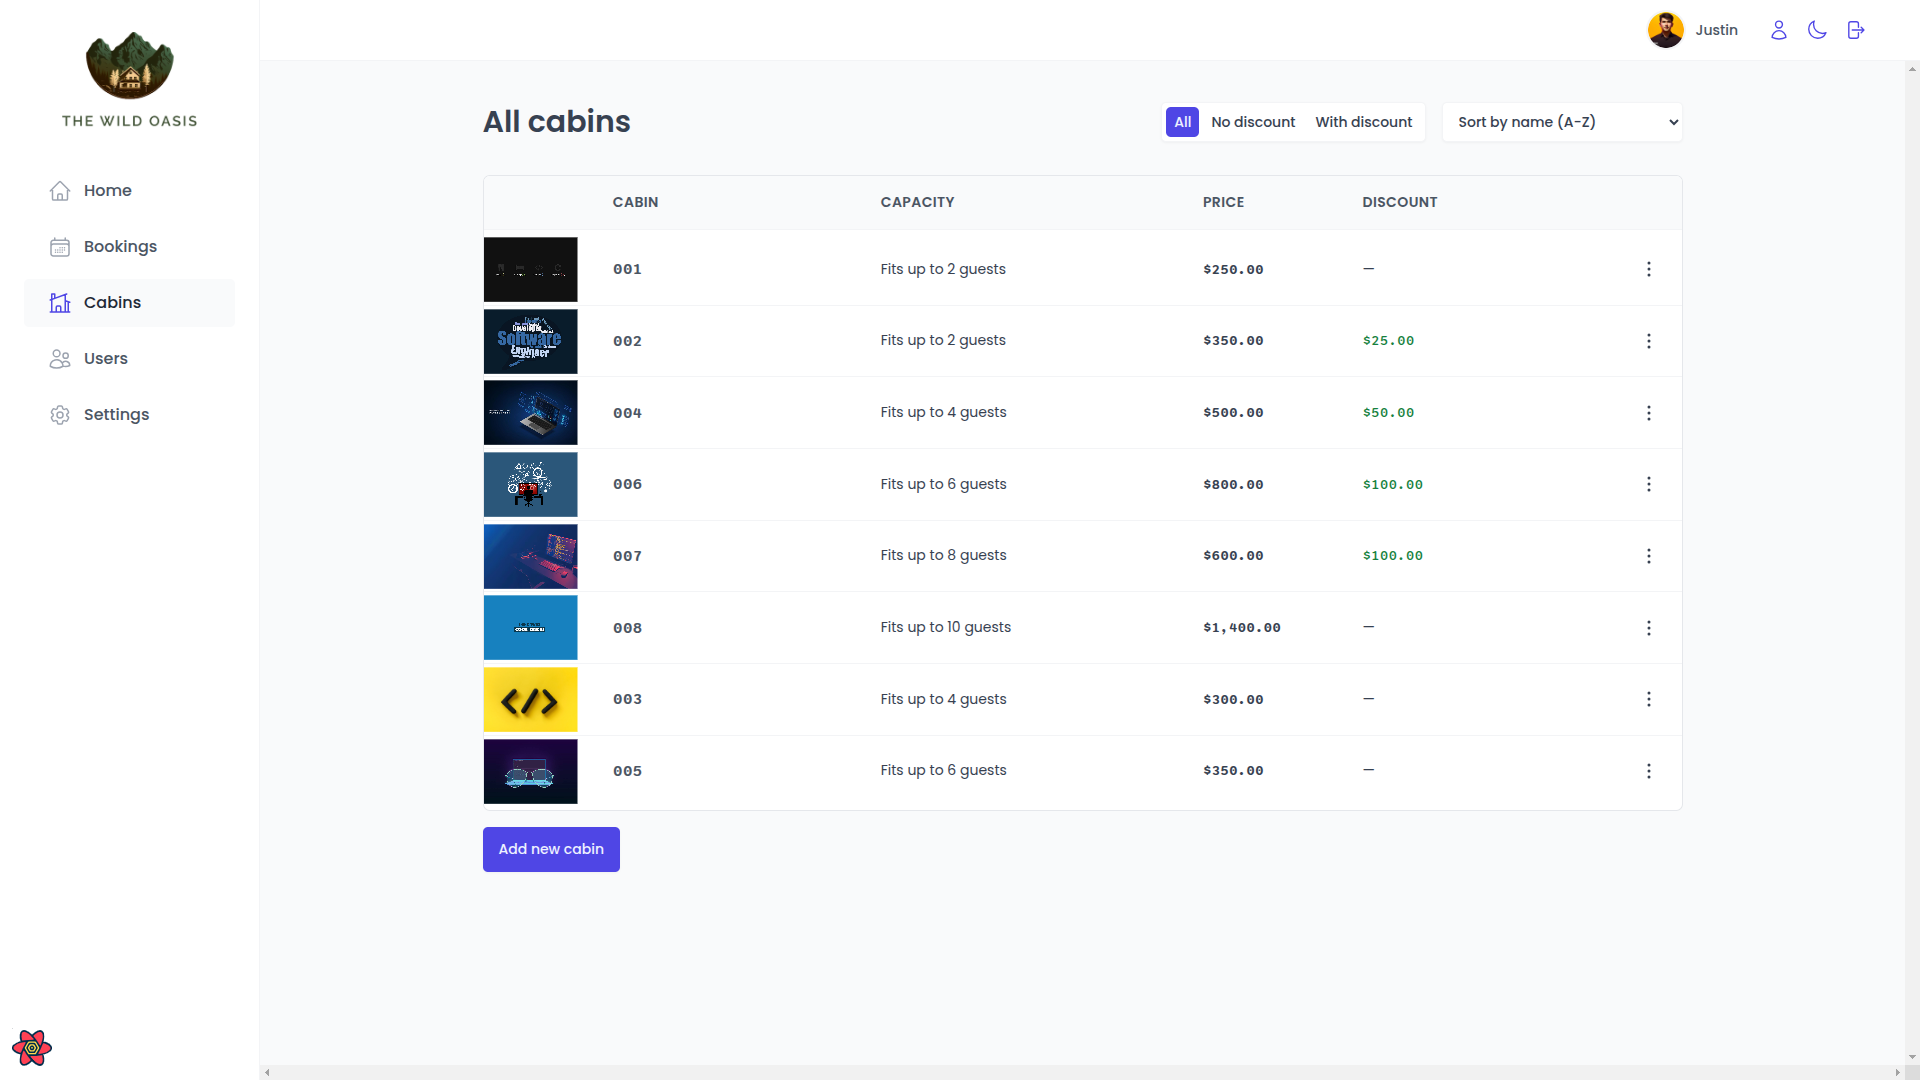 Justin
THE WILD OASIS
Home
Bookings
Cabins
Users
Settings
All cabins
All No discount With discount
Sort by name (A-Z)
CABIN CAPACITY PRICE DISCOUNT
001 Fits up to 2 guests $250.00 —
Software
Engineer
002 Fits up to 2 guests $350.00 $25.00
004 Fits up to 4 guests $500.00 $50.00
006 Fits up to 6 guests $800.00 $100.00
007 Fits up to 8 guests $600.00 $100.00
008 Fits up to 10 guests $1,400.00 —
</>
003 Fits up to 4 guests $300.00 —
005 Fits up to 6 guests $350.00 —
Add new cabin